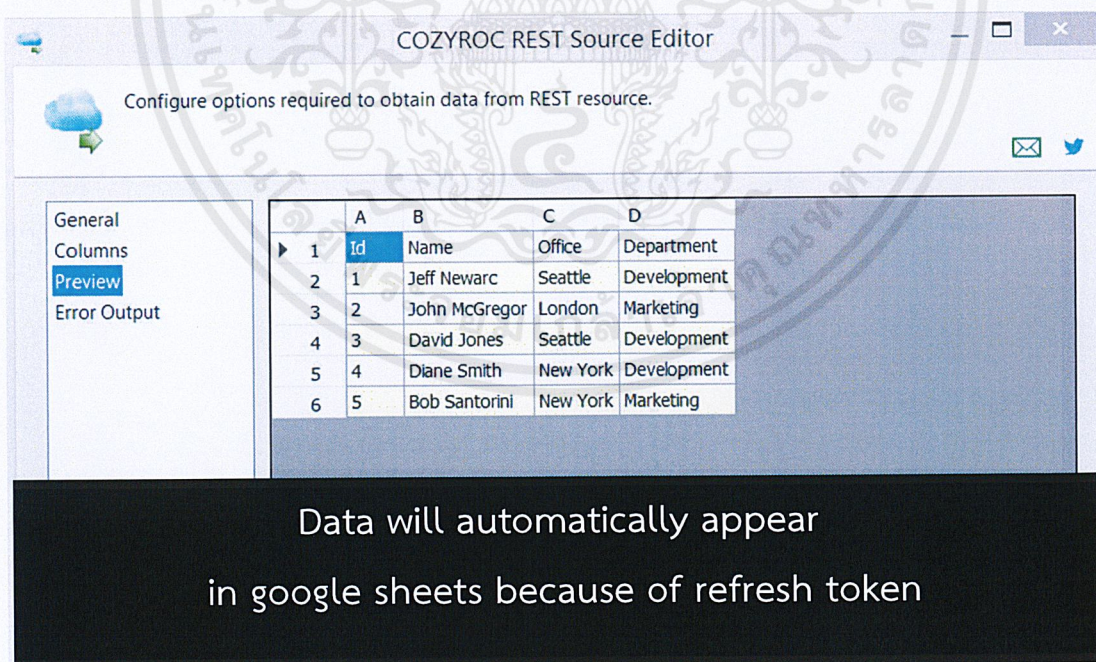 COZYROC REST Source Editor
Configure options required to obtain data from REST resource.
General
Columns
Preview
Error Output
A B C D
1 Id Name Office Department
2 1 Jeff Newarc Seattle Development
3 2 John McGregor London Marketing
4 3 David Jones Seattle Development
5 4 Diane Smith New York Development
6 5 Bob Santorini New York Marketing
Data will automatically appear
in google sheets because of refresh token